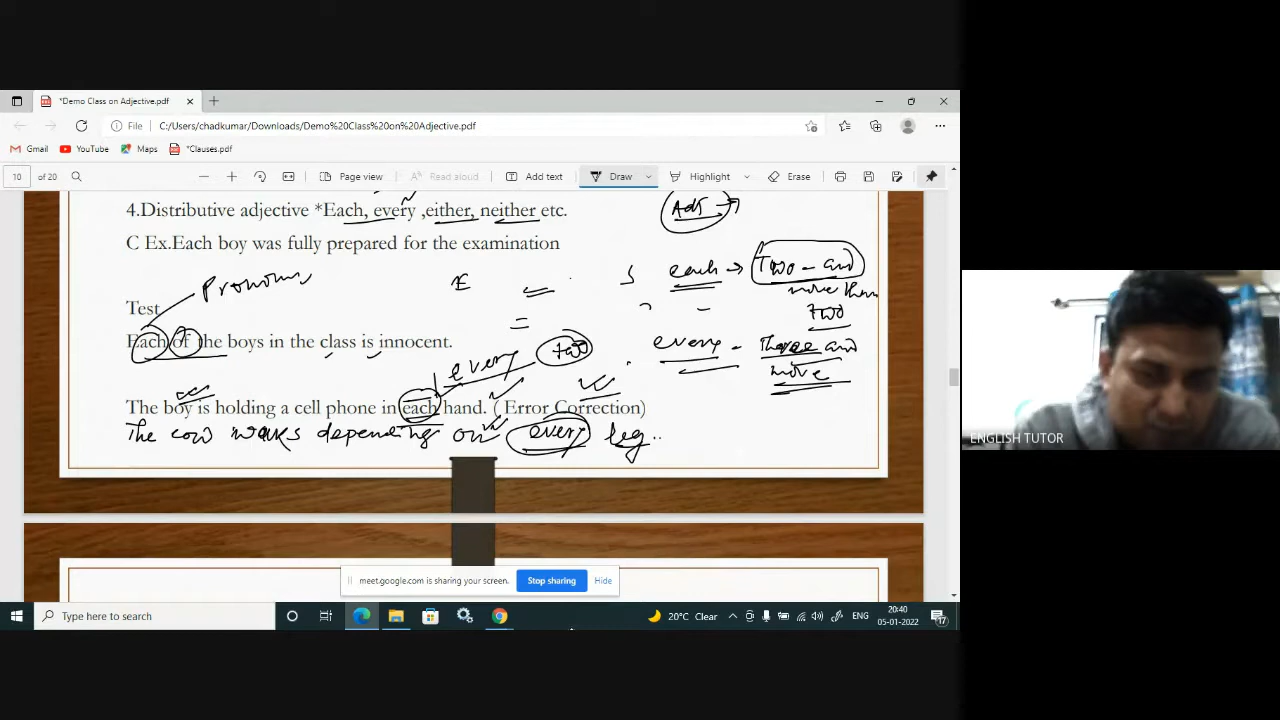 *Demo Class on Adjective.pdf
File C:/Users/chadkumar/Downloads/Demo%20Class%20on%20Adjective.pdf
Gmail YouTube Maps *Clauses.pdf
10 of 20 Page view Read aloud Add text Draw Highlight Erase
4.Distributive adjective *Each, every ,either, neither etc.
Adj
C Ex.Each boy was fully prepared for the examination
each → Two - and
more than
two
Pronoun
Test
Each of the boys in the class is innocent.
every - Three and
more
every two
The boy is holding a cell phone in each hand. ( Error Correction)
The cow walks depending on every leg..
ENGLISH TUTOR
meet.google.com is sharing your screen. Stop sharing Hide
Type here to search
20°C Clear ENG 20:40
05-01-2022 17